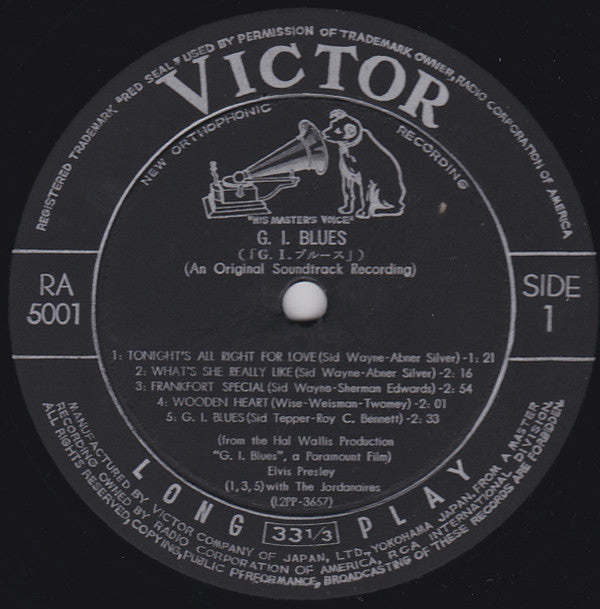 REGISTERED TRADEMARK "RED SEAL" USED BY PERMISSION OF TRADEMARK OWNER, RADIO CORPORATION OF AMERICA
VICTOR
NEW ORTHOPHONIC RECORDING
"HIS MASTER'S VOICE"
G. I. BLUES
(「G. I. ブルース」)
(An Original Soundtrack Recording)
RA
5001
SIDE
1
1: TONIGHT'S ALL RIGHT FOR LOVE (Sid Wayne-Abner Silver) -1: 21
2: WHAT'S SHE REALLY LIKE (Sid Wayne-Abner Silver) -2: 16
3: FRANKFORT SPECIAL (Sid Wayne-Sherman Edwards) -2: 54
4: WOODEN HEART (Wise-Weisman-Twomey) -2: 01
5: G. I. BLUES (Sid Tepper-Roy C. Bennett) -2: 33
(from the Hal Wallis Production
"G. I. Blues", a Paramount Film)
Elvis Presley
(1, 3, 5) with The Jordanaires
(L2PP-3657)
LONG 33 1/3 PLAY
MANUFACTURED BY VICTOR COMPANY OF JAPAN, LTD., YOKOHAMA, JAPAN, FROM A MASTER
RECORDING OWNED BY RADIO CORPORATION OF AMERICA, RCA INTERNATIONAL DIVISION.
ALL RIGHTS RESERVED, COPYING, PUBLIC PERFORMANCE, BROADCASTING OF THESE RECORDS ARE FORBIDDEN.